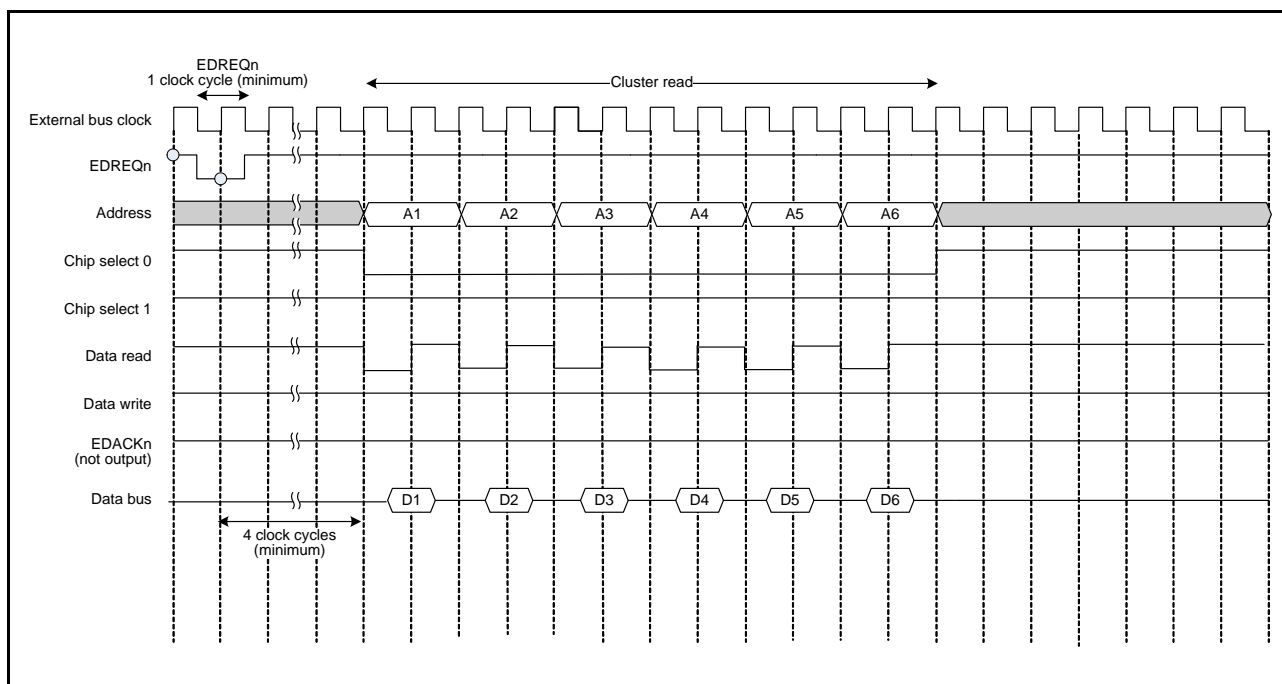 EDREQn
1 clock cycle (minimum)
Cluster read
External bus clock
EDREQn
Address
A1 A2 A3 A4 A5 A6
Chip select 0
Chip select 1
Data read
Data write
EDACKn
(not output)
Data bus
D1 D2 D3 D4 D5 D6
4 clock cycles
(minimum)